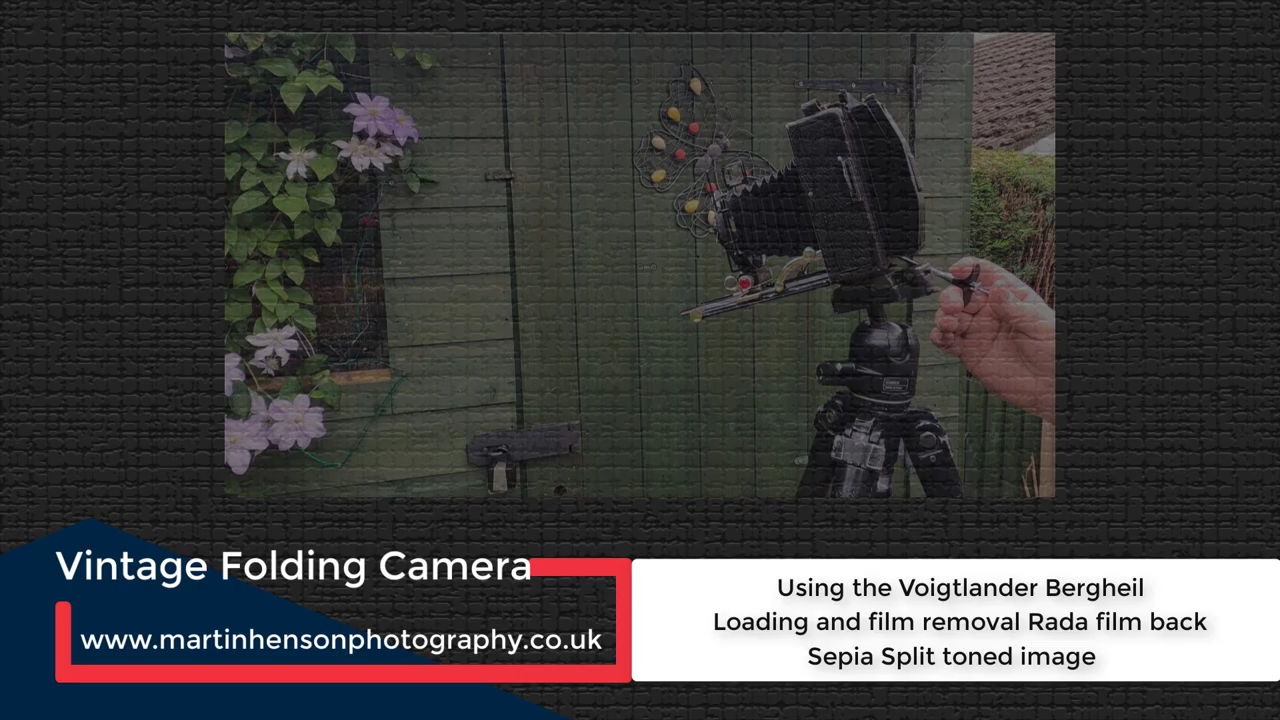 Vintage Folding Camera
www.martinhensonphotography.co.uk
Using the Voigtlander Bergheil
Loading and film removal Rada film back
Sepia Split toned image